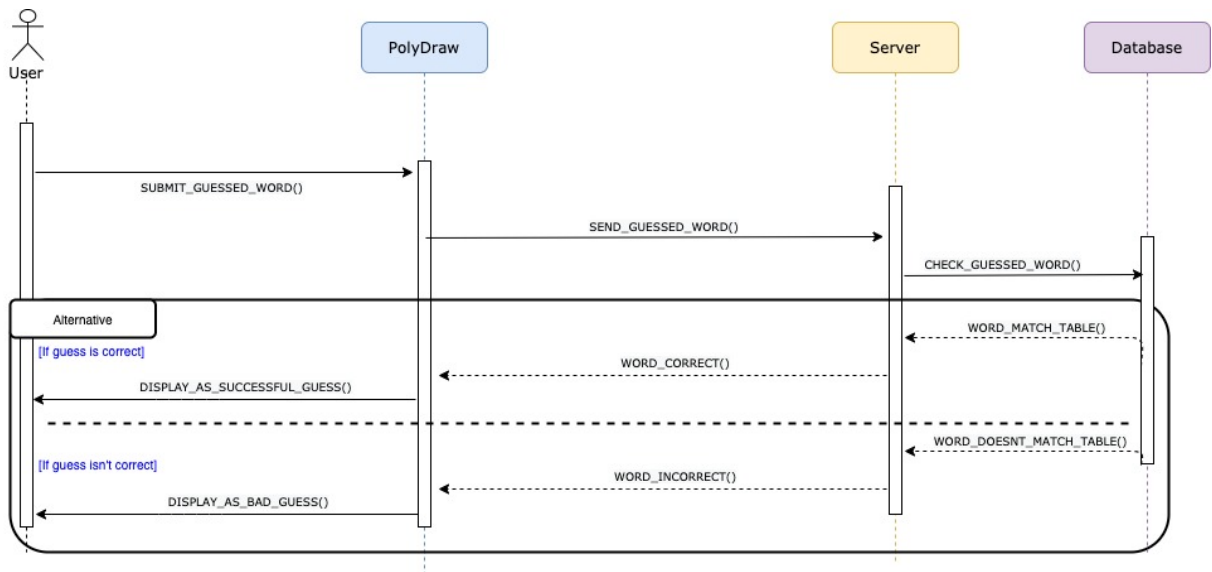 PolyDraw
Server
Database
User
SUBMIT_GUESSED_WORD()
SEND_GUESSED_WORD()
CHECK_GUESSED_WORD()
Alternative
WORD_MATCH_TABLE()
[If guess is correct]
WORD_CORRECT()
DISPLAY_AS_SUCCESSFUL_GUESS()
WORD_DOESNT_MATCH_TABLE()
[If guess isn't correct]
WORD_INCORRECT()
DISPLAY_AS_BAD_GUESS()